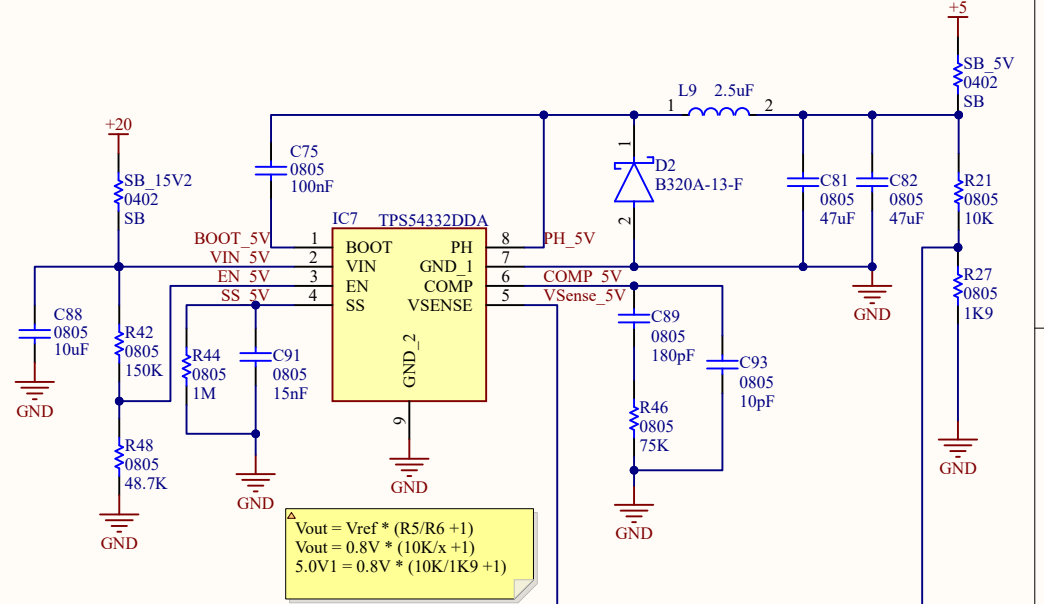 +5
SB_5V
0402
SB
L9 2.5uF
1 2
+20
SB_15V2
0402
SB
C75
0805
100nF
1
D2
B320A-13-F
2
C81
0805
47uF
C82
0805
47uF
R21
0805
10K
IC7 TPS54332DDA
BOOT_5V 1 BOOT PH 8 PH_5V
VIN_5V 2 VIN GND_1 7
EN_5V 3 EN COMP 6 COMP_5V
SS_5V 4 SS VSENSE 5 VSense_5V
GND_2
9
GND
R27
0805
1K9
GND
C88
0805
10uF
GND
R42
0805
150K
R44
0805
1M
C91
0805
15nF
C89
0805
180pF
C93
0805
10pF
R46
0805
75K
R48
0805
48.7K
GND
GND
GND
GND
Vout = Vref * (R5/R6 +1)
Vout = 0.8V * (10K/x +1)
5.0V1 = 0.8V * (10K/1K9 +1)